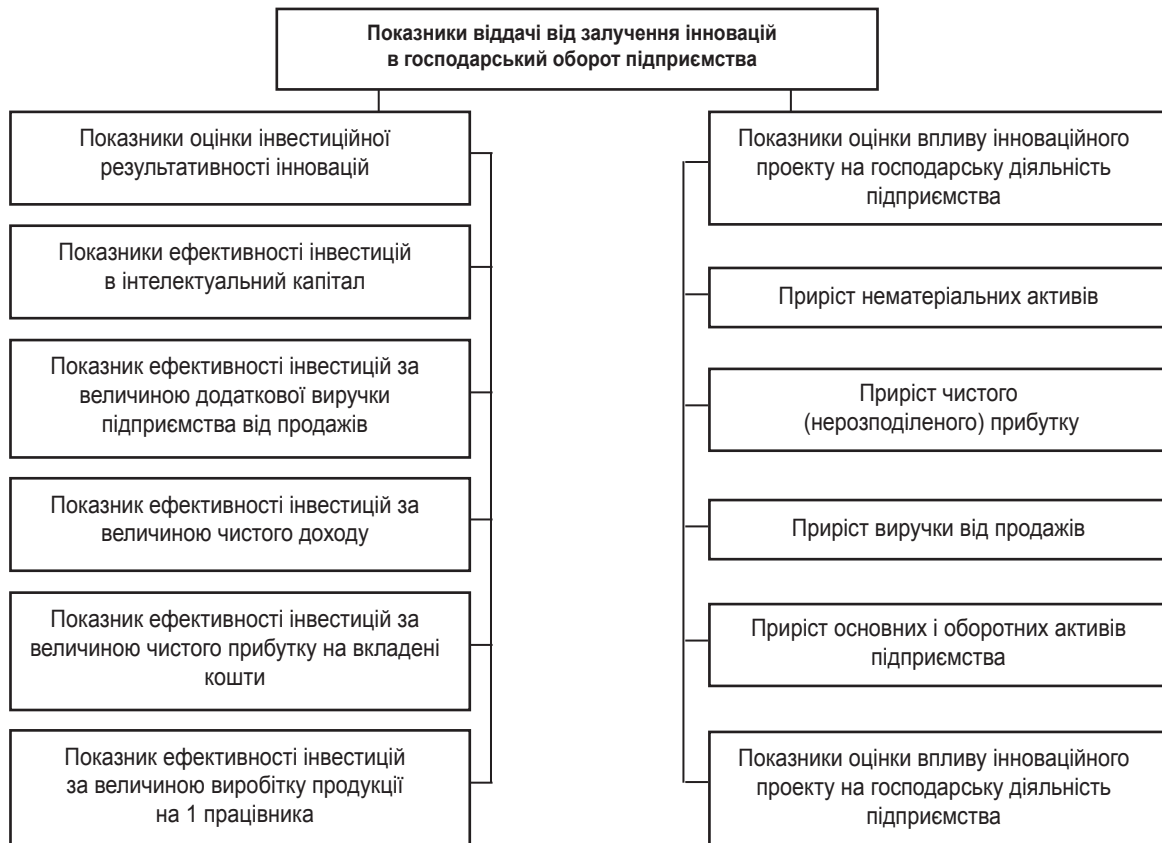 Показники віддачі від залучення інновацій
в господарський оборот підприємства
Показники оцінки інвестиційної
результативності інновацій
Показники ефективності інвестицій
в інтелектуальний капітал
Показник ефективності інвестицій за
величиною додаткової виручки
підприємства від продажів
Показник ефективності інвестицій за
величиною чистого доходу
Показник ефективності інвестицій за
величиною чистого прибутку на вкладені
кошти
Показник ефективності інвестицій
за величиною виробітку продукції
на 1 працівника
Показники оцінки впливу інноваційного
проекту на господарську діяльність
підприємства
Приріст нематеріальних активів
Приріст чистого
(нерозподіленого) прибутку
Приріст виручки від продажів
Приріст основних і оборотних активів
підприємства
Показники оцінки впливу інноваційного
проекту на господарську діяльність
підприємства